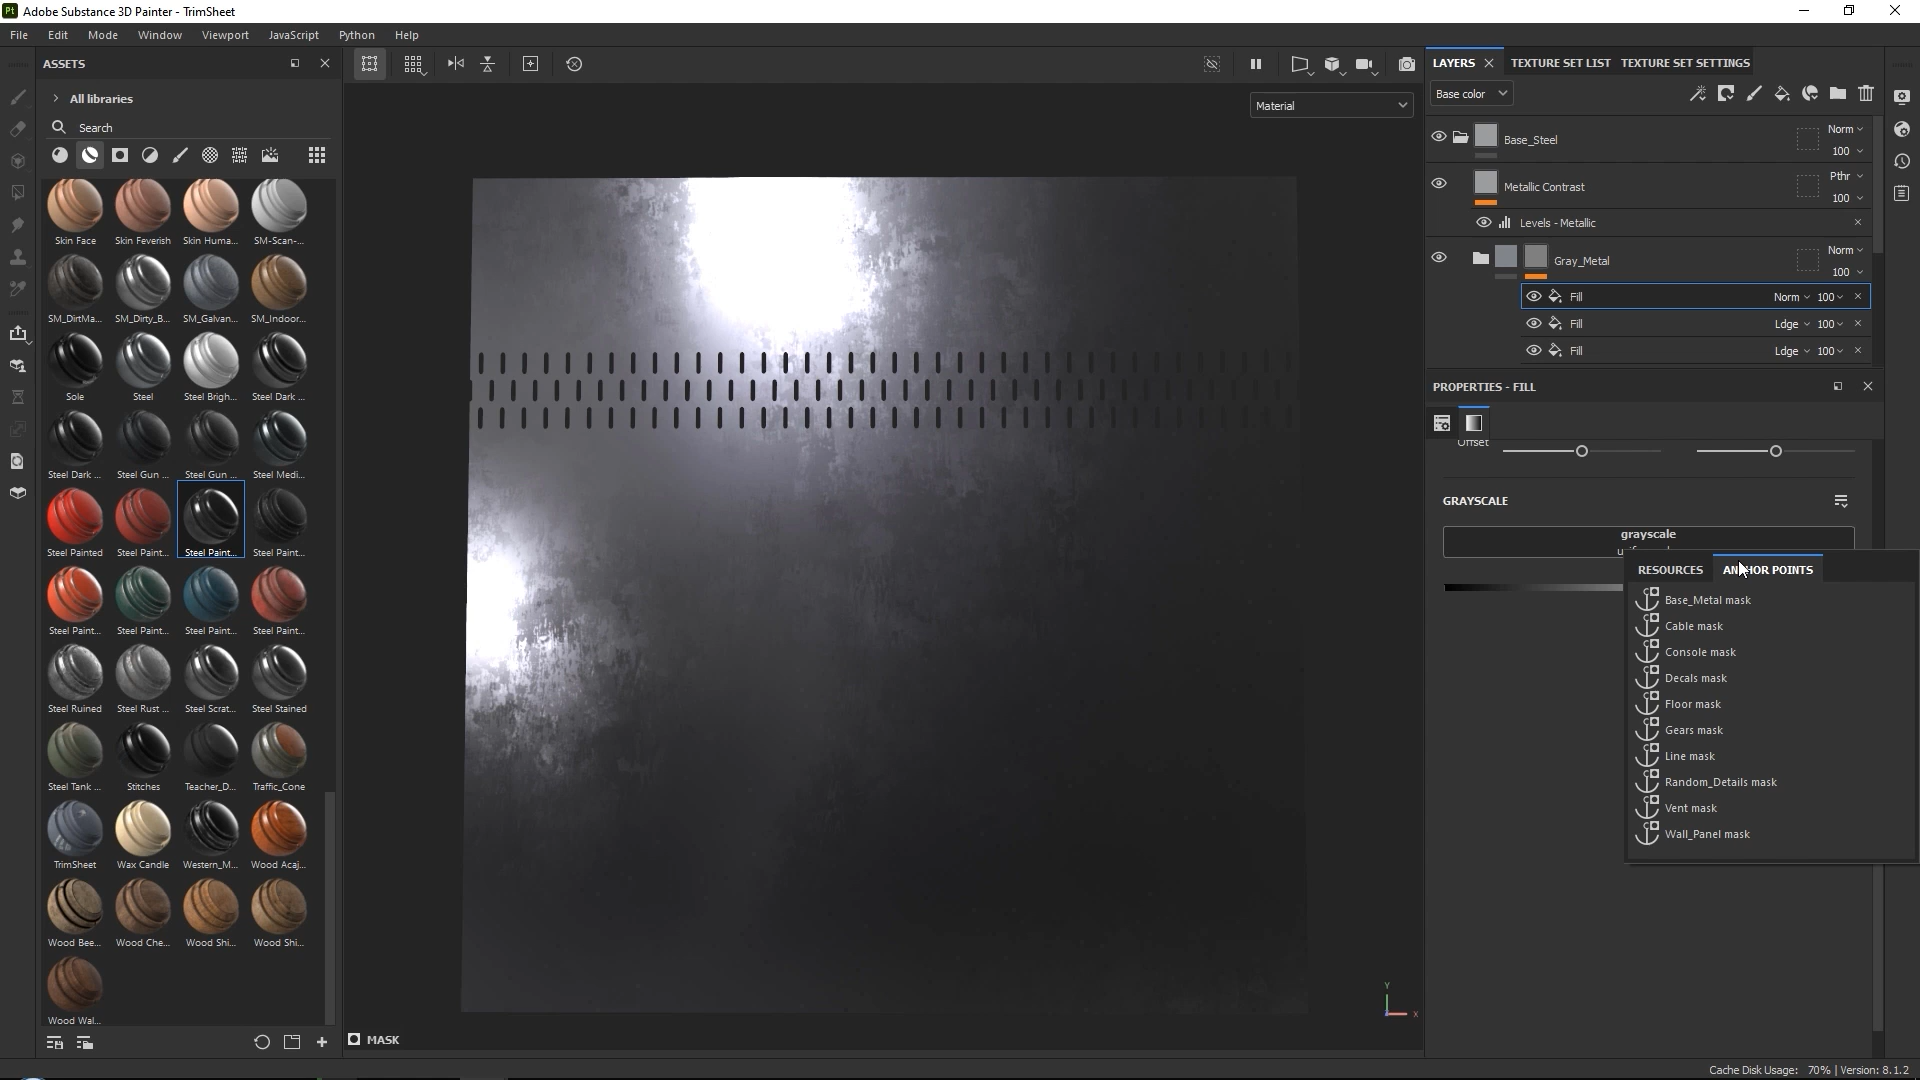 Pt Adobe Substance 3D Painter - TrimSheet
File Edit Mode Window Viewport JavaScript Python Help
ASSETS
All libraries
Search
Skin Face Skin Feverish Skin Huma... SM-Scan-...
SM_DirtMa... SM_Dirty_B... SM_Galvan... SM_Indoor...
Sole Steel Steel Brigh... Steel Dark ...
Steel Dark ... Steel Gun ... Steel Gun ... Steel Medi...
Steel Painted Steel Paint... Steel Paint... Steel Paint...
Steel Paint... Steel Paint... Steel Paint... Steel Paint...
Steel Ruined Steel Rust ... Steel Scrat... Steel Stained
Steel Tank ... Stitches Teacher_D... Traffic_Cone
TrimSheet Wax Candle Western_M... Wood Acaj...
Wood Bee... Wood Che... Wood Shi... Wood Shi...
Wood Wal...
Material
Y
X
MASK
LAYERS TEXTURE SET LIST TEXTURE SET SETTINGS
Base color
Base_Steel Norm 100
Metallic Contrast Pthr 100
Levels - Metallic
Gray_Metal Norm 100
Fill Norm 100
Fill Ldge 100
Fill Ldge 100
PROPERTIES - FILL
Offset
GRAYSCALE
grayscale
RESOURCES ANCHOR POINTS
Base_Metal mask
Cable mask
Console mask
Decals mask
Floor mask
Gears mask
Line mask
Random_Details mask
Vent mask
Wall_Panel mask
Cache Disk Usage: 70% | Version: 8.1.2